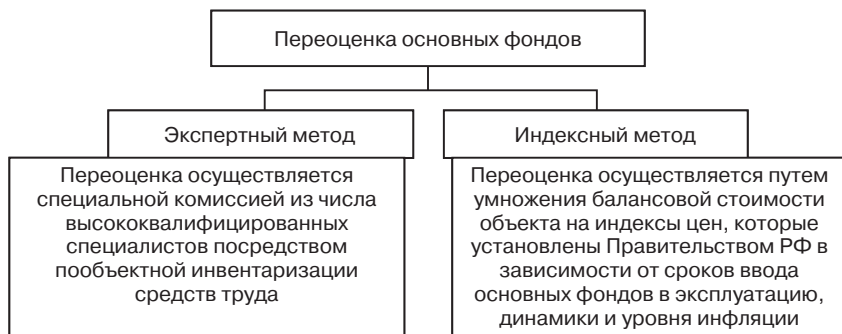 Переоценка основных фондов
Экспертный метод
Переоценка осуществляется
специальной комиссией из числа
высококвалифицированных
специалистов посредством
пообъектной инвентаризации
средств труда
Индексный метод
Переоценка осуществляется путем
умножения балансовой стоимости
объекта на индексы цен, которые
установлены Правительством РФ в
зависимости от сроков ввода
основных фондов в эксплуатацию,
динамики и уровня инфляции